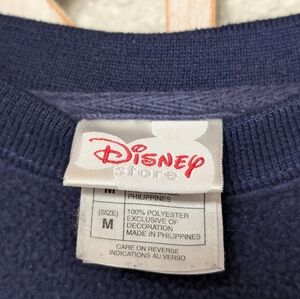 Disney
store
M
PHILIPPINES
(SIZE)
M
100% POLYESTER
EXCLUSIVE OF
DECORATION
MADE IN PHILIPPINES
CARE ON REVERSE
INDICATIONS AU VERSO